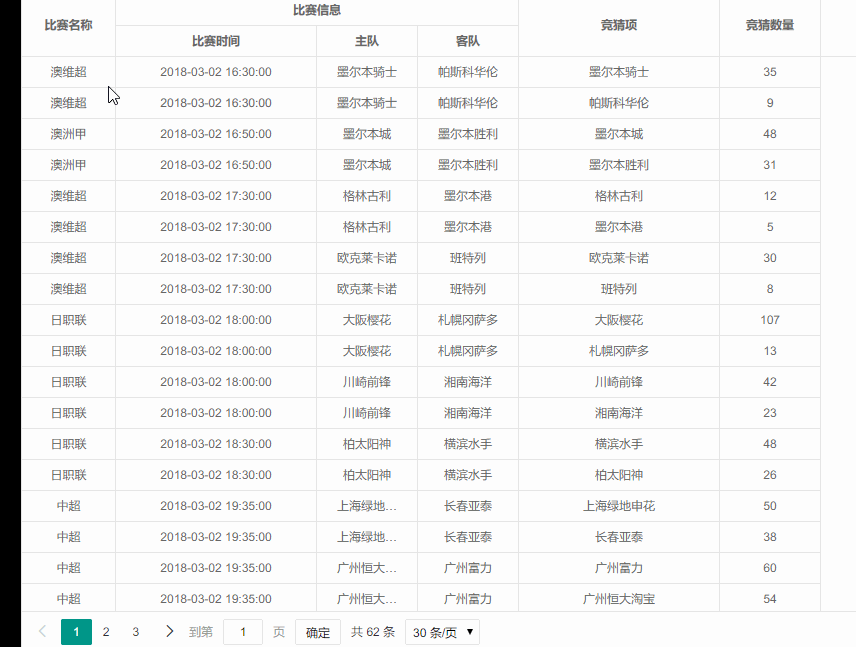 比赛名称 比赛信息 竞猜项 竞猜数量
比赛时间 主队 客队
澳维超 2018-03-02 16:30:00 墨尔本骑士 帕斯科华伦 墨尔本骑士 35
澳维超 2018-03-02 16:30:00 墨尔本骑士 帕斯科华伦 帕斯科华伦 9
澳洲甲 2018-03-02 16:50:00 墨尔本城 墨尔本胜利 墨尔本城 48
澳洲甲 2018-03-02 16:50:00 墨尔本城 墨尔本胜利 墨尔本胜利 31
澳维超 2018-03-02 17:30:00 格林古利 墨尔本港 格林古利 12
澳维超 2018-03-02 17:30:00 格林古利 墨尔本港 墨尔本港 5
澳维超 2018-03-02 17:30:00 欧克莱卡诺 班特列 欧克莱卡诺 30
澳维超 2018-03-02 17:30:00 欧克莱卡诺 班特列 班特列 8
日职联 2018-03-02 18:00:00 大阪樱花 札幌冈萨多 大阪樱花 107
日职联 2018-03-02 18:00:00 大阪樱花 札幌冈萨多 札幌冈萨多 13
日职联 2018-03-02 18:00:00 川崎前锋 湘南海洋 川崎前锋 42
日职联 2018-03-02 18:00:00 川崎前锋 湘南海洋 湘南海洋 23
日职联 2018-03-02 18:30:00 柏太阳神 横滨水手 横滨水手 48
日职联 2018-03-02 18:30:00 柏太阳神 横滨水手 柏太阳神 26
中超 2018-03-02 19:35:00 上海绿地... 长春亚泰 上海绿地申花 50
中超 2018-03-02 19:35:00 上海绿地... 长春亚泰 长春亚泰 38
中超 2018-03-02 19:35:00 广州恒大... 广州富力 广州富力 60
中超 2018-03-02 19:35:00 广州恒大... 广州富力 广州恒大淘宝 54
1 2 3 到第 1 页 确定 共 62 条 30 条/页